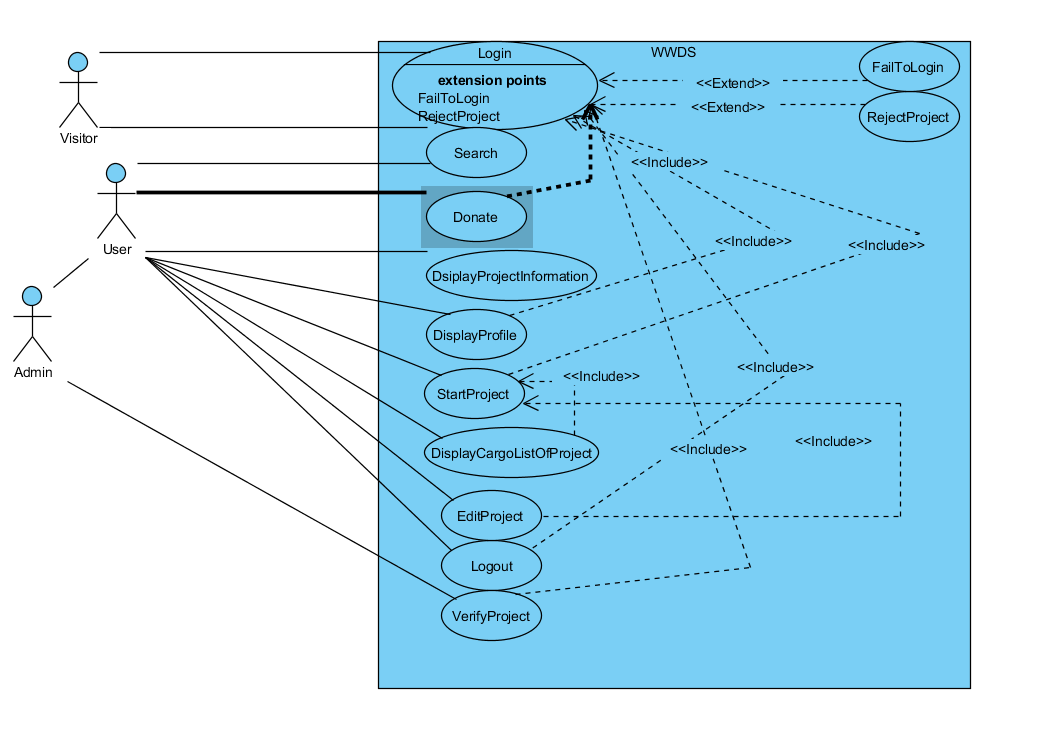 WWDS
Login
extension points
FailToLogin
RejectProject
<<Extend>>
FailToLogin
<<Extend>>
RejectProject
Visitor
Search
<<Include>>
Donate
User
<<Include>>
<<Include>>
DsiplayProjectInformation
DisplayProfile
Admin
<<Include>>
<<Include>>
StartProject
DisplayCargoListOfProject
<<Include>>
<<Include>>
EditProject
Logout
VerifyProject